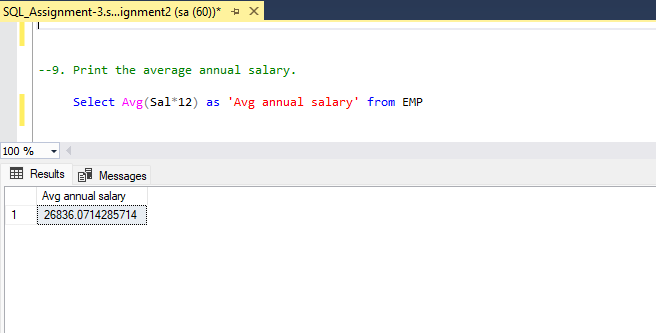 SQL_Assignment-3.s...ignment2 (sa (60))*
--9. Print the average annual salary.
Select Avg(Sal*12) as 'Avg annual salary' from EMP
100 %
Results Messages
Avg annual salary
1 26836.0714285714